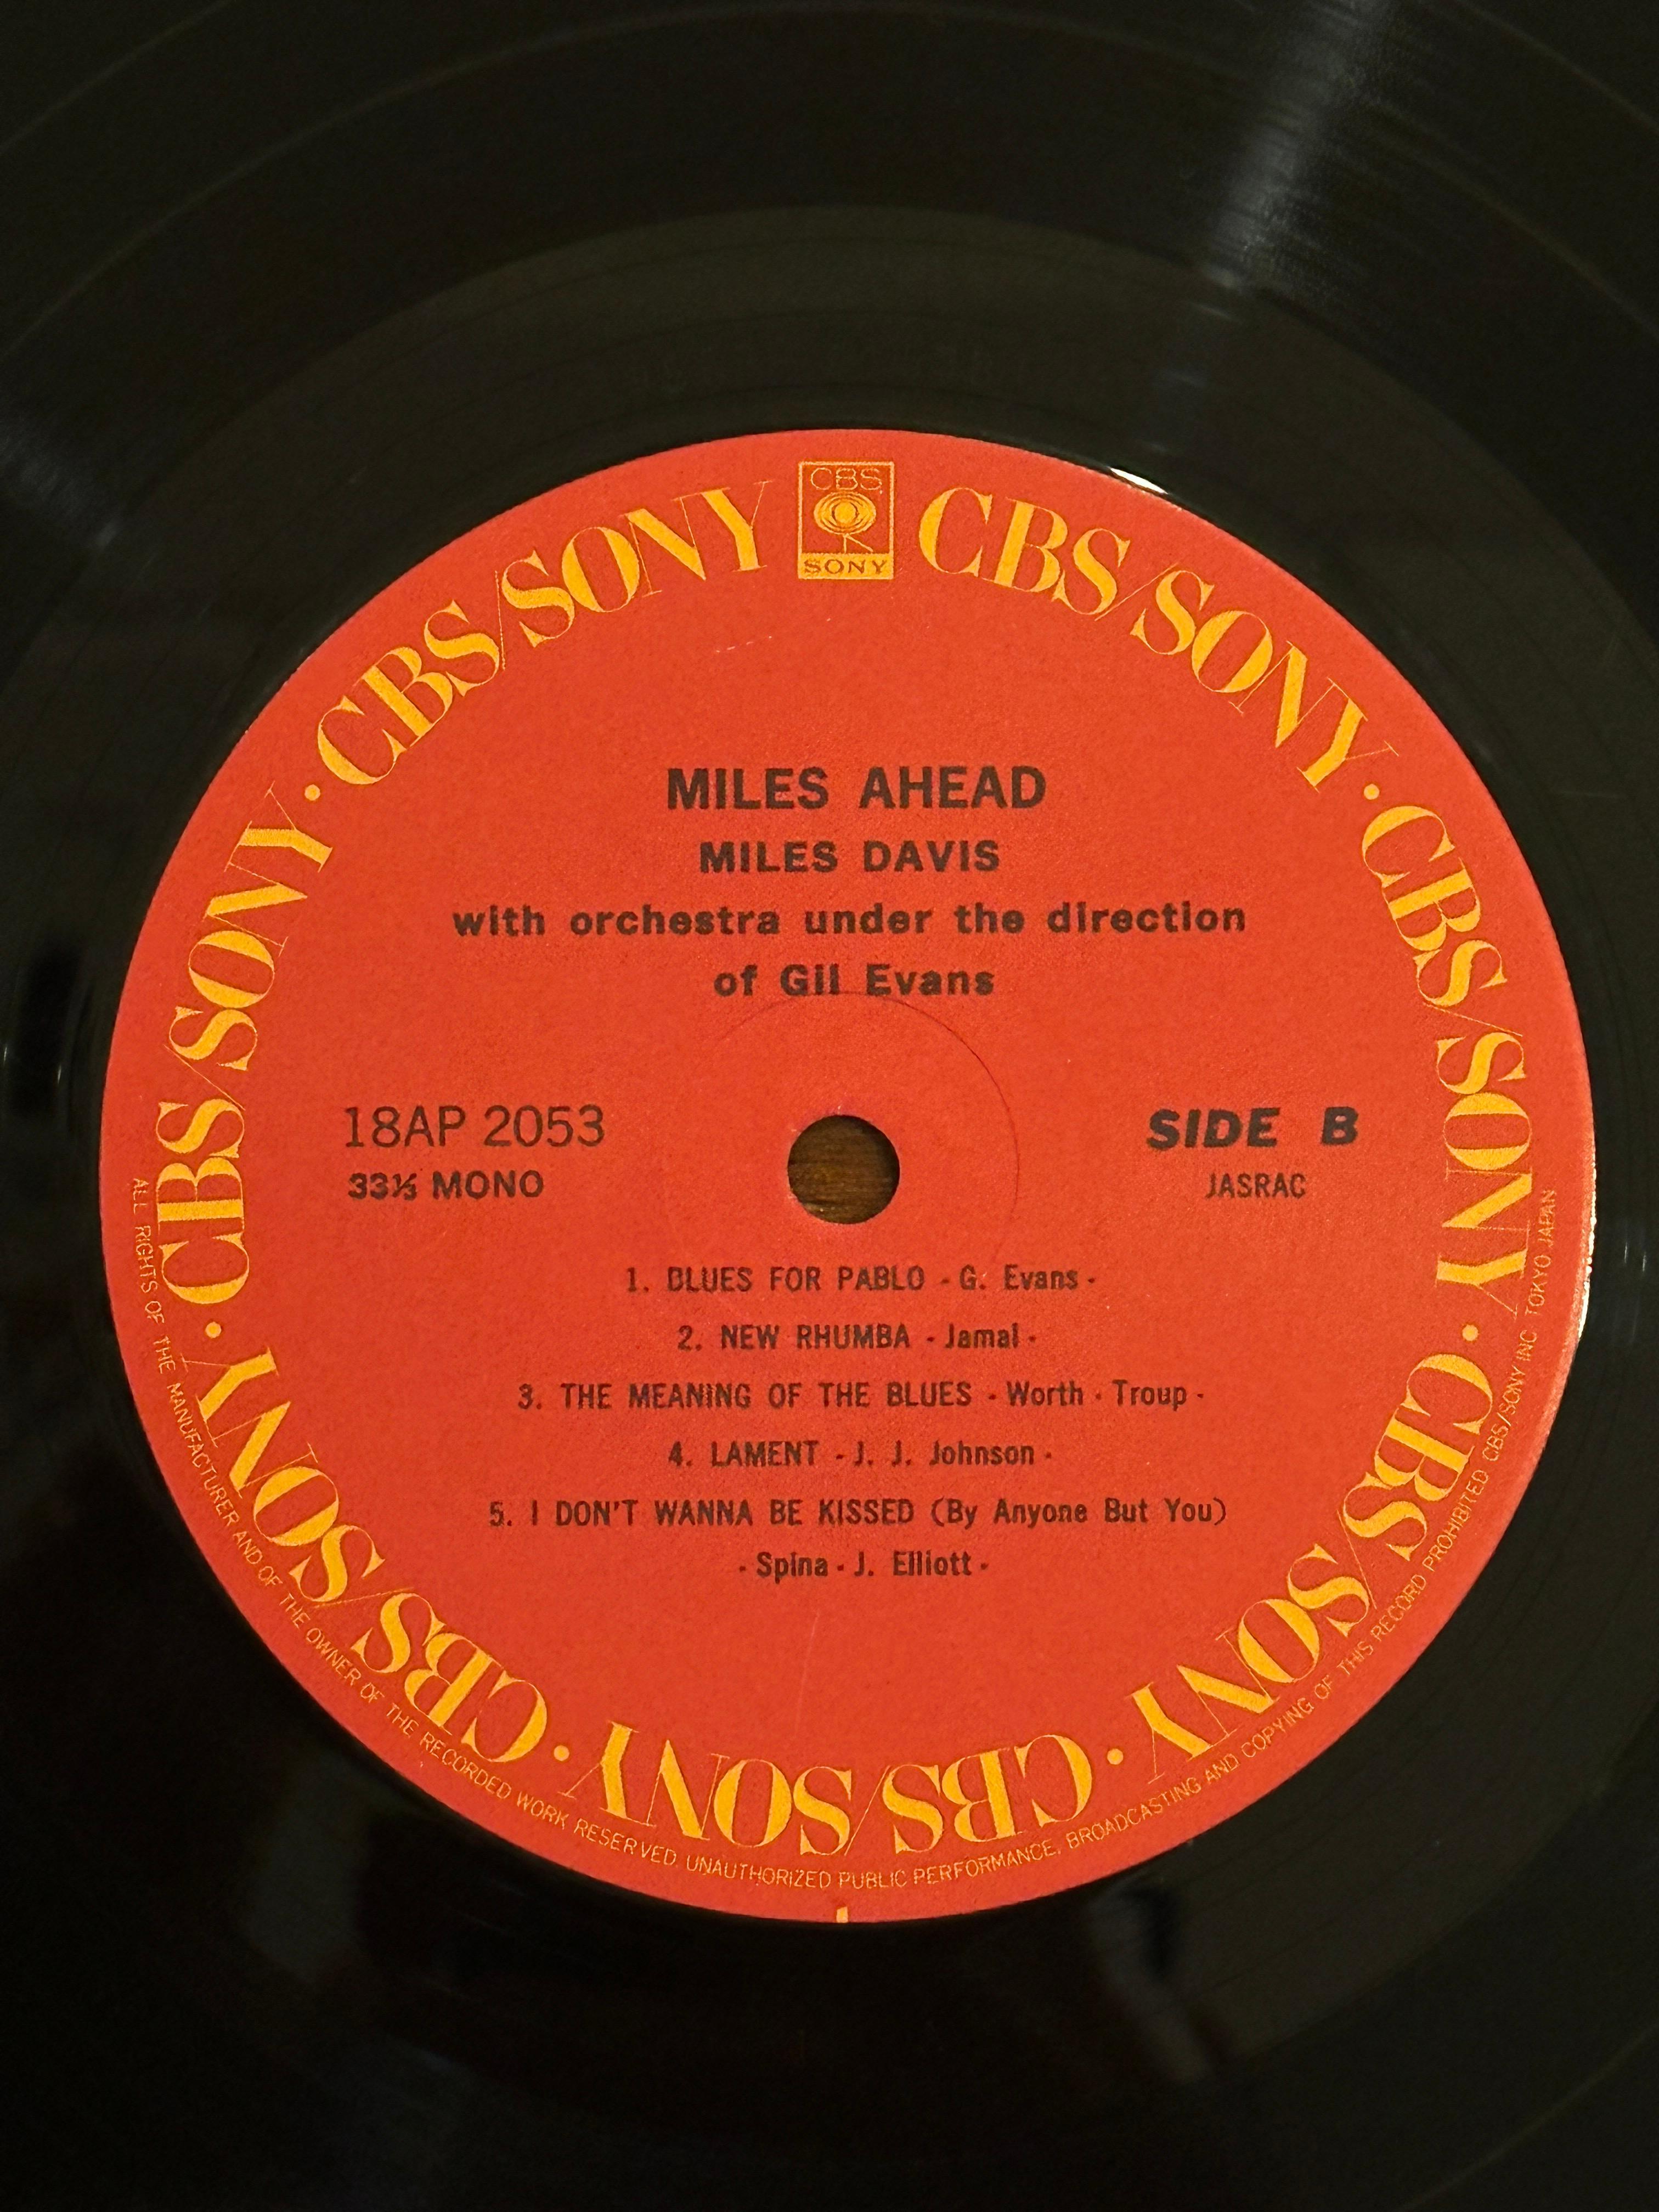 CBS
SONY
CBS/SONY · CBS/SONY · CBS/SONY · CBS/SONY · CBS/SONY · CBS/SONY · CBS/SONY
MILES AHEAD
MILES DAVIS
with orchestra under the direction
of Gil Evans
18AP 2053
33⅓ MONO
SIDE B
JASRAC
1. BLUES FOR PABLO - G. Evans -
2. NEW RHUMBA - Jamal -
3. THE MEANING OF THE BLUES - Worth - Troup -
4. LAMENT - J. J. Johnson -
5. I DON'T WANNA BE KISSED (By Anyone But You)
- Spina - J. Elliott -
ALL RIGHTS OF THE MANUFACTURER AND OF THE OWNER OF THE RECORDED WORK RESERVED. UNAUTHORIZED PUBLIC PERFORMANCE, BROADCASTING AND COPYING OF THIS RECORD PROHIBITED CBS/SONY INC TOKYO JAPAN